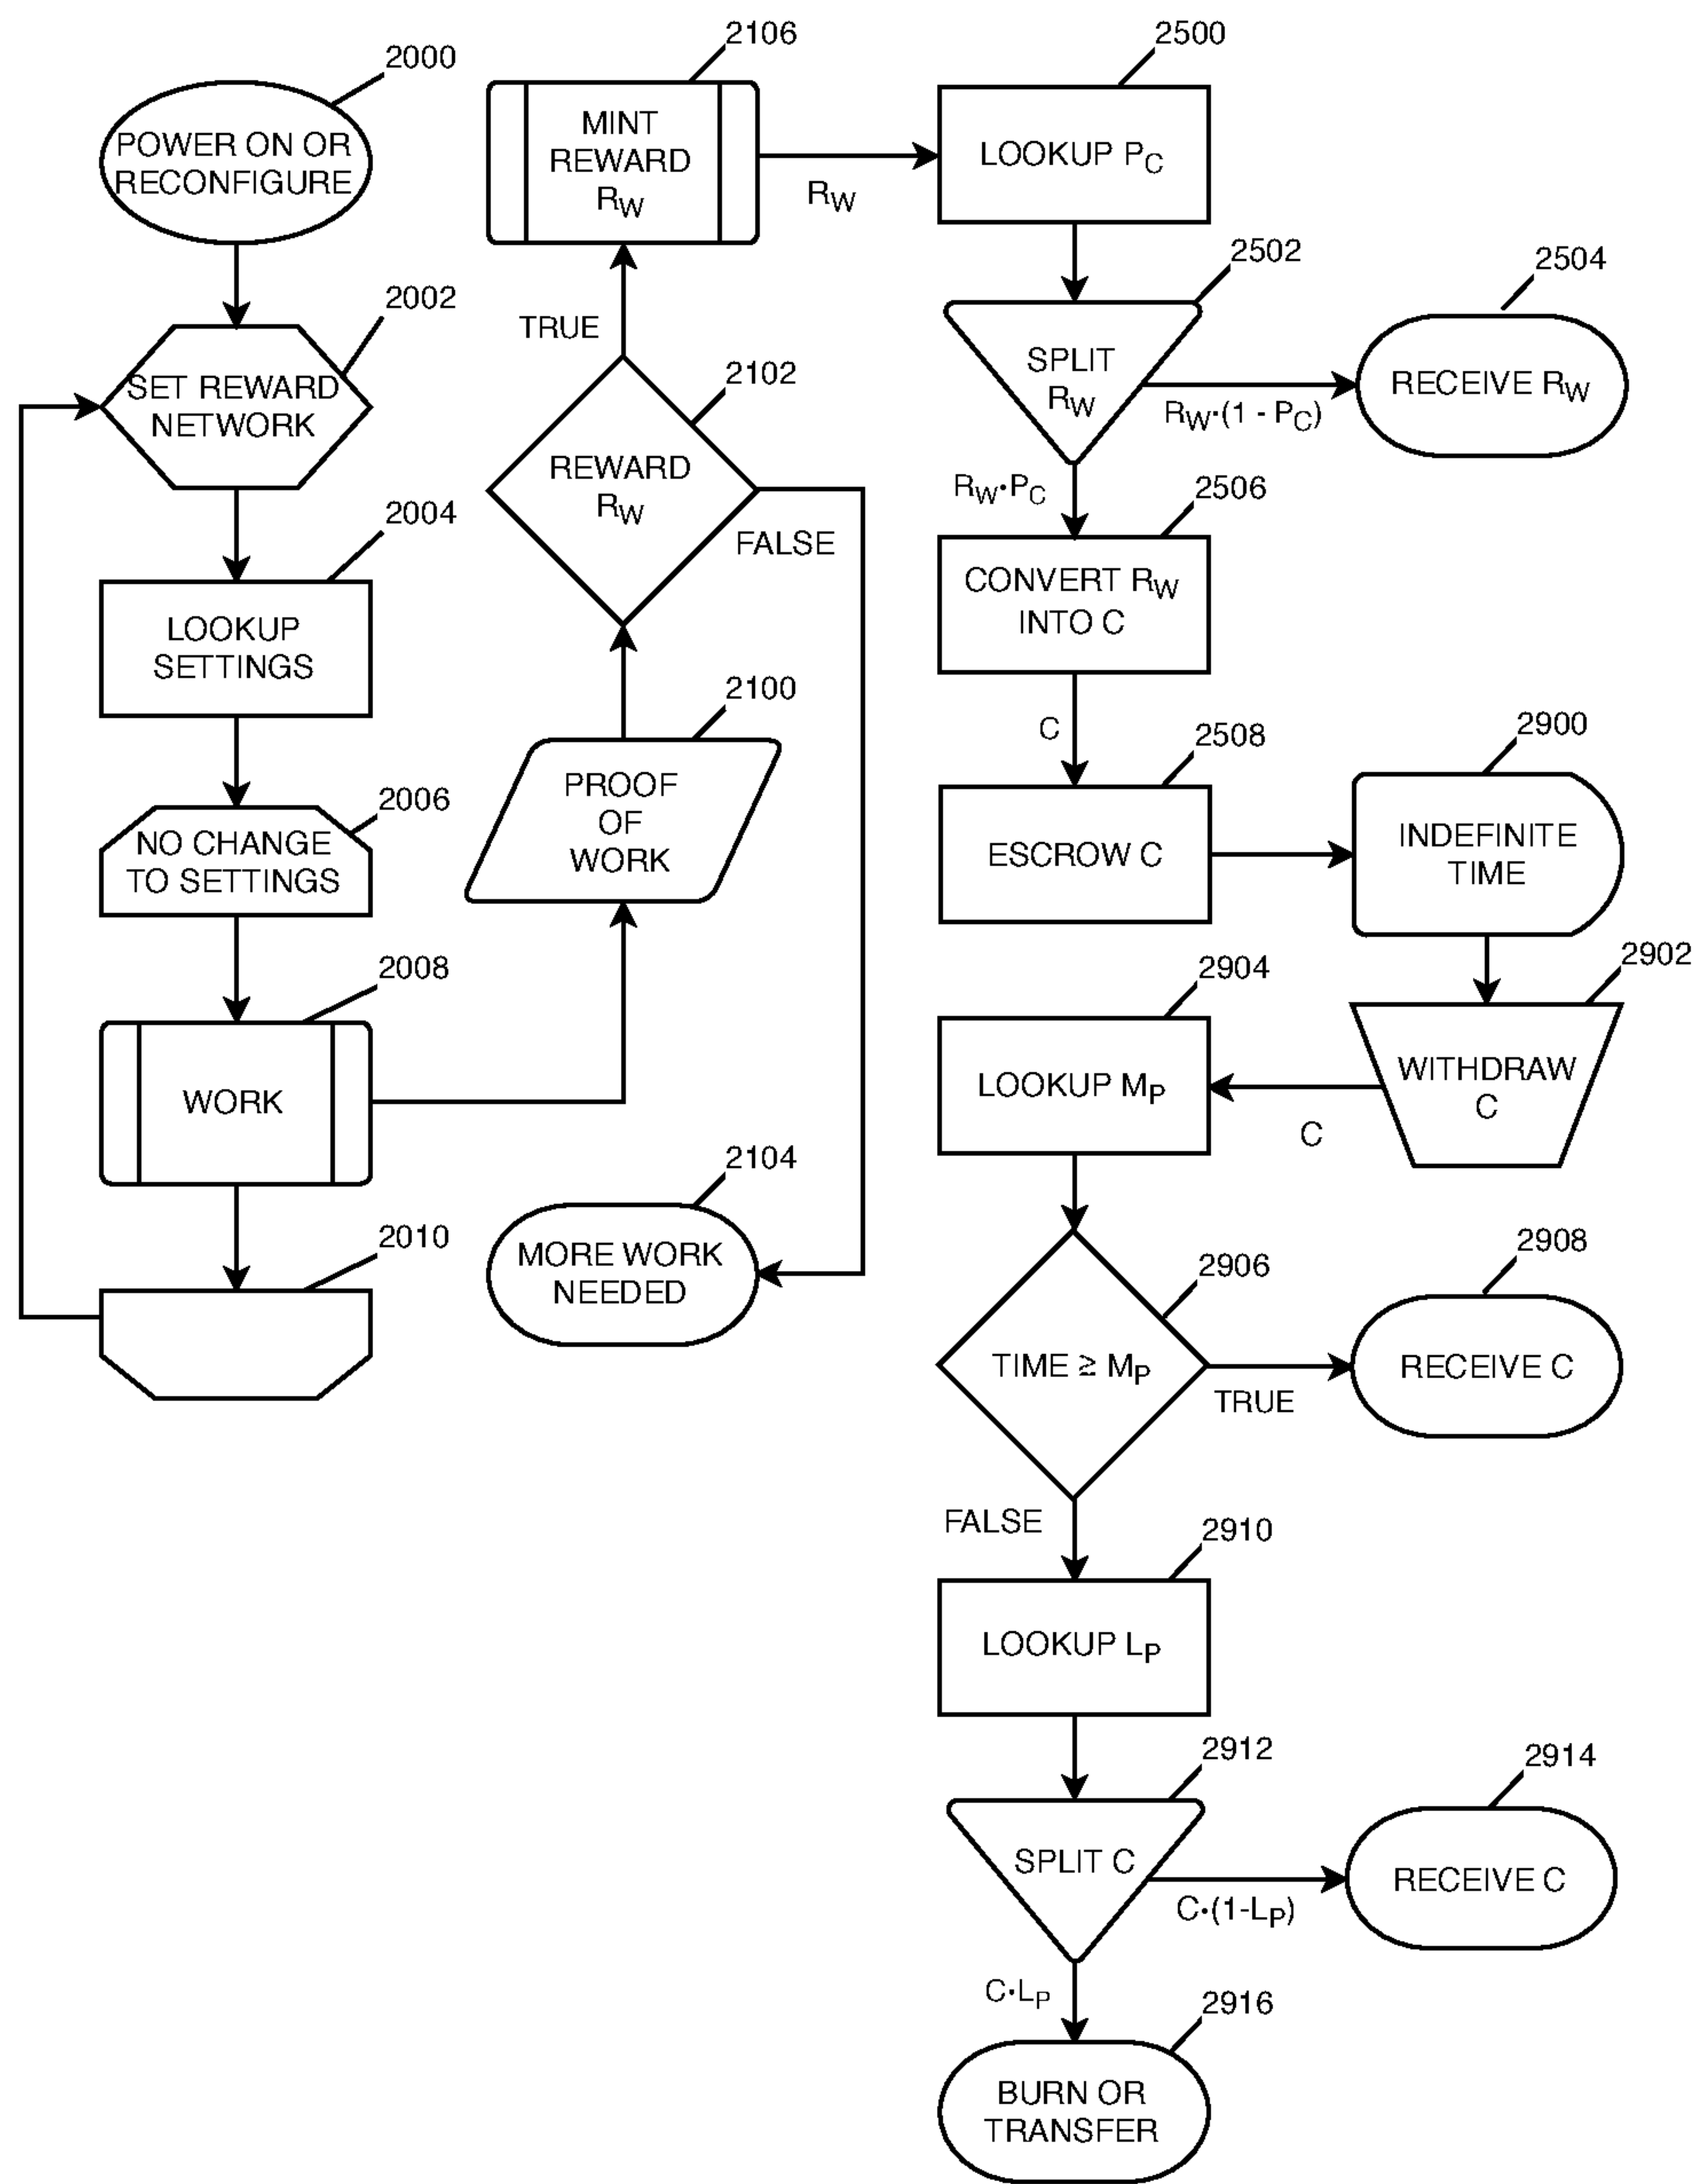 2000
POWER ON OR
RECONFIGURE
2002
SET REWARD
NETWORK
2004
LOOKUP
SETTINGS
2006
NO CHANGE
TO SETTINGS
2008
WORK
2010
2106
MINT
REWARD
RW
RW
TRUE
2102
REWARD
RW
FALSE
2100
PROOF
OF
WORK
2104
MORE WORK
NEEDED
2500
LOOKUP PC
2502
SPLIT
RW
2504
RECEIVE RW
RW·(1 - PC)
RW·PC
2506
CONVERT RW
INTO C
C
2508
ESCROW C
2900
INDEFINITE
TIME
2902
WITHDRAW
C
C
2904
LOOKUP MP
2906
TIME ≥ MP
TRUE
2908
RECEIVE C
FALSE
2910
LOOKUP LP
2912
SPLIT C
2914
RECEIVE C
C·(1-LP)
C·LP
2916
BURN OR
TRANSFER